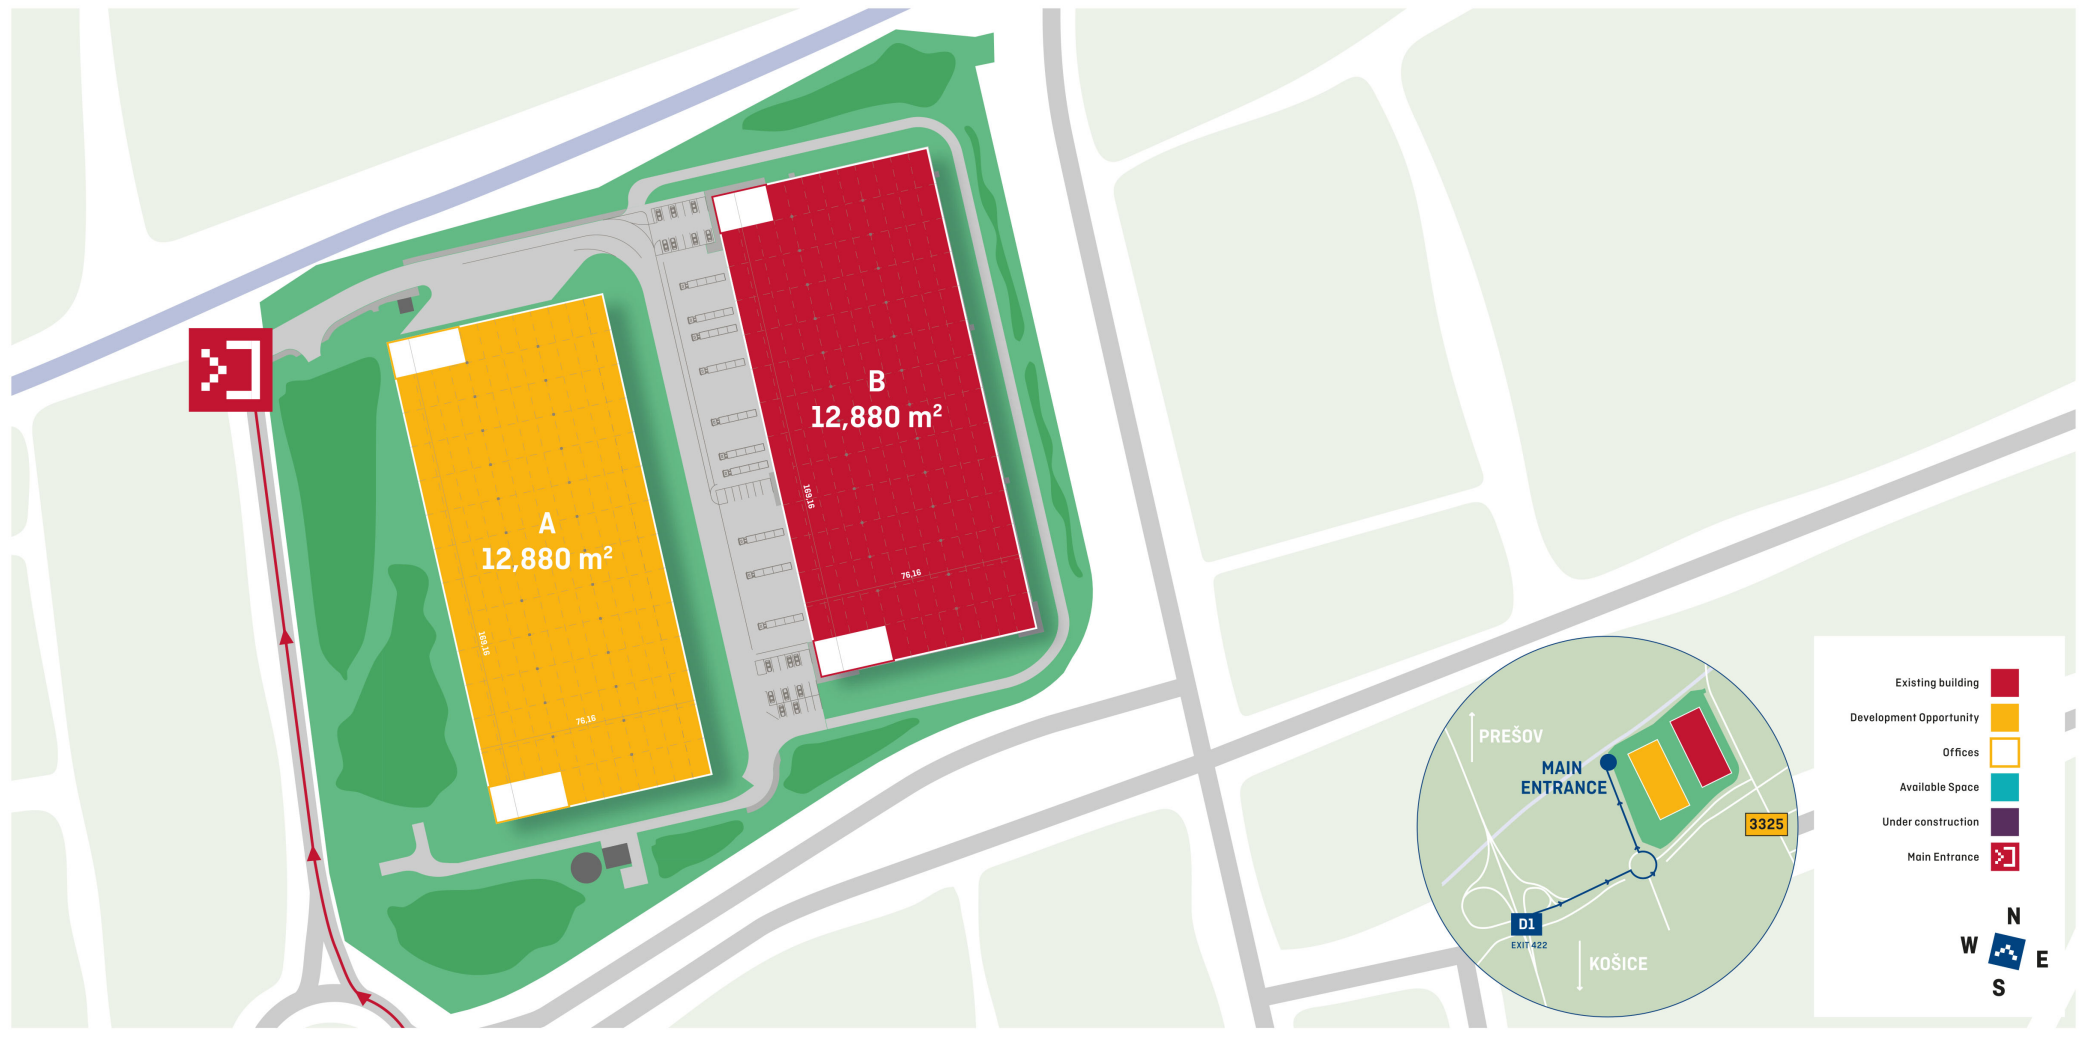 B
12,880 m²
169,16
76,16
A
12,880 m²
169,16
76,16
PREŠOV
MAIN
ENTRANCE
3325
D1
EXIT 422
KOŠICE
Existing building
Development Opportunity
Offices
Available Space
Under construction
Main Entrance
N
W
E
S